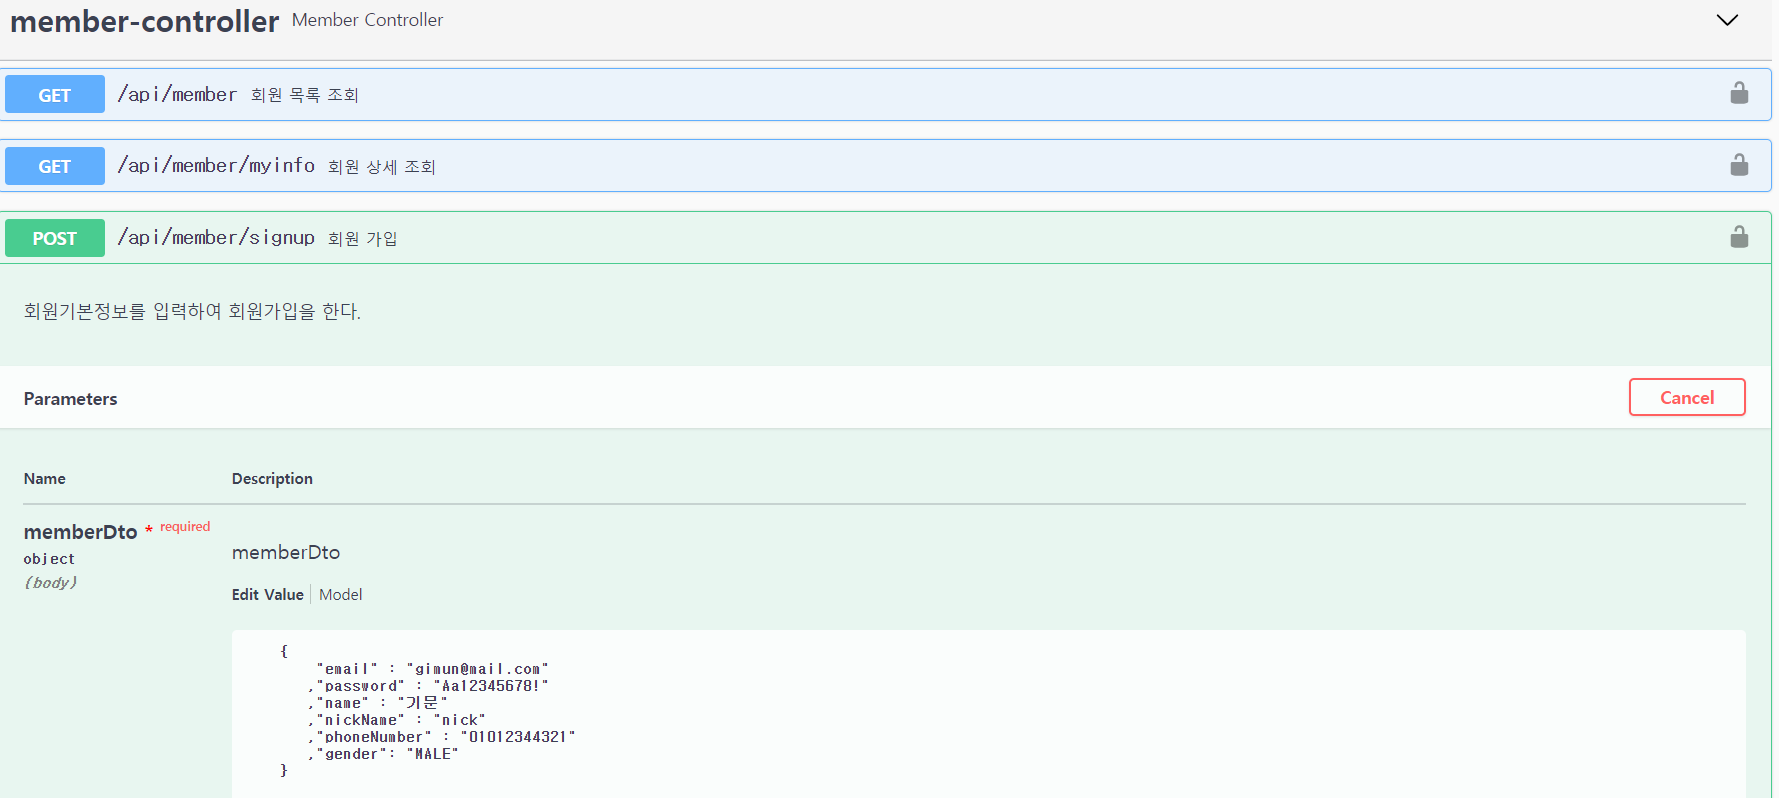 member-controller Member Controller
GET /api/member 회원 목록 조회
GET /api/member/myinfo 회원 상세 조회
POST /api/member/signup 회원 가입
회원기본정보를 입력하여 회원가입을 한다.
Parameters Cancel
Name Description
memberDto * required
object
(body)
memberDto
Edit Value Model
{
"email" : "gimun@mail.com"
,"password" : "Aa12345678!"
,"name" : "기문"
,"nickName" : "nick"
,"phoneNumber" : "01012344321"
,"gender": "MALE"
}